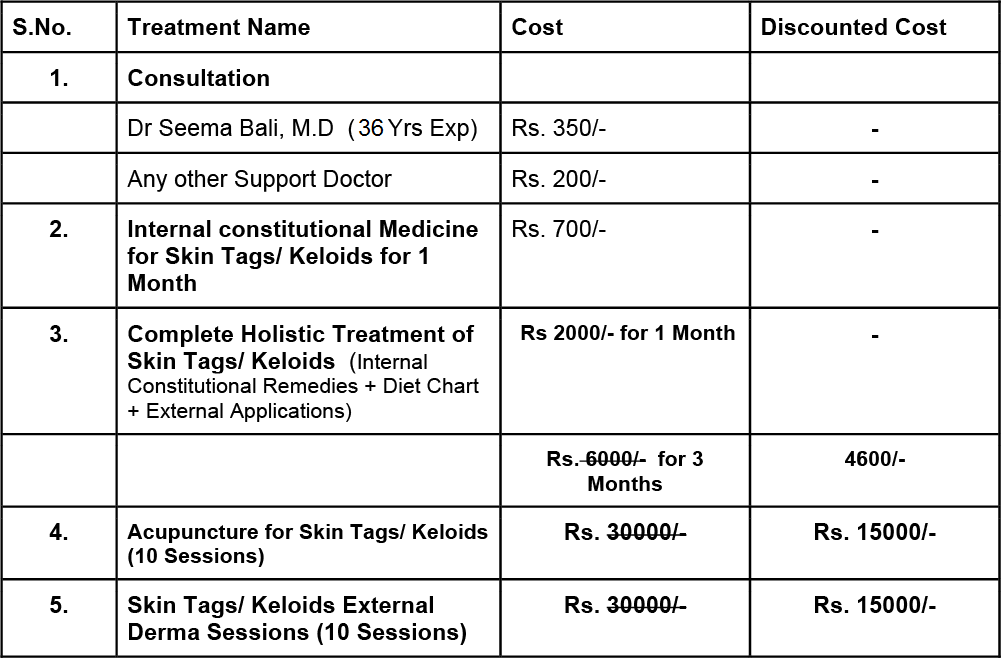 S.No. Treatment Name Cost Discounted Cost
1. Consultation
Dr Seema Bali, M.D ( 36 Yrs Exp) Rs. 350/- -
Any other Support Doctor Rs. 200/- -
2. Internal constitutional Medicine Rs. 700/- -
for Skin Tags/ Keloids for 1
Month
3. Complete Holistic Treatment of Rs 2000/- for 1 Month -
Skin Tags/ Keloids (Internal
Constitutional Remedies + Diet Chart
+ External Applications)
Rs. 6000/- for 3 4600/-
Months
4. Acupuncture for Skin Tags/ Keloids Rs. 30000/- Rs. 15000/-
(10 Sessions)
5. Skin Tags/ Keloids External Rs. 30000/- Rs. 15000/-
Derma Sessions (10 Sessions)